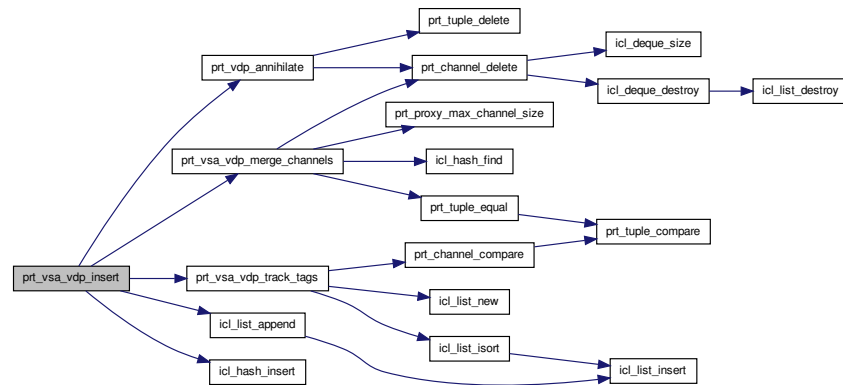 prt_tuple_delete
icl_deque_size
prt_vdp_annihilate
prt_channel_delete
icl_deque_destroy
icl_list_destroy
prt_proxy_max_channel_size
prt_vsa_vdp_merge_channels
icl_hash_find
prt_tuple_equal
prt_tuple_compare
prt_channel_compare
prt_vsa_vdp_insert
prt_vsa_vdp_track_tags
icl_list_new
icl_list_append
icl_list_isort
icl_hash_insert
icl_list_insert